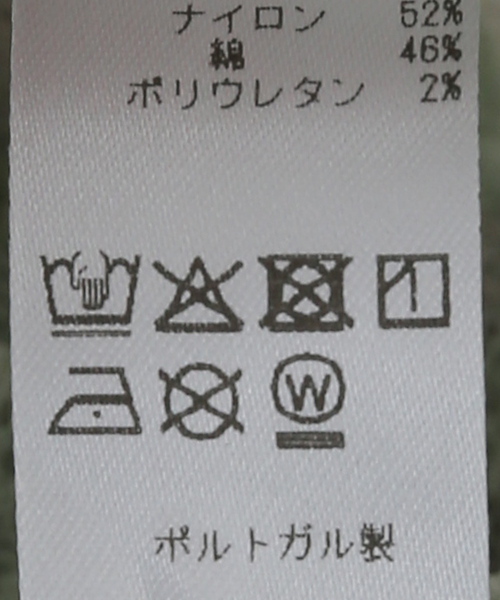 ナイロン 52%
綿 46%
ポリウレタン 2%
W
ポルトガル製